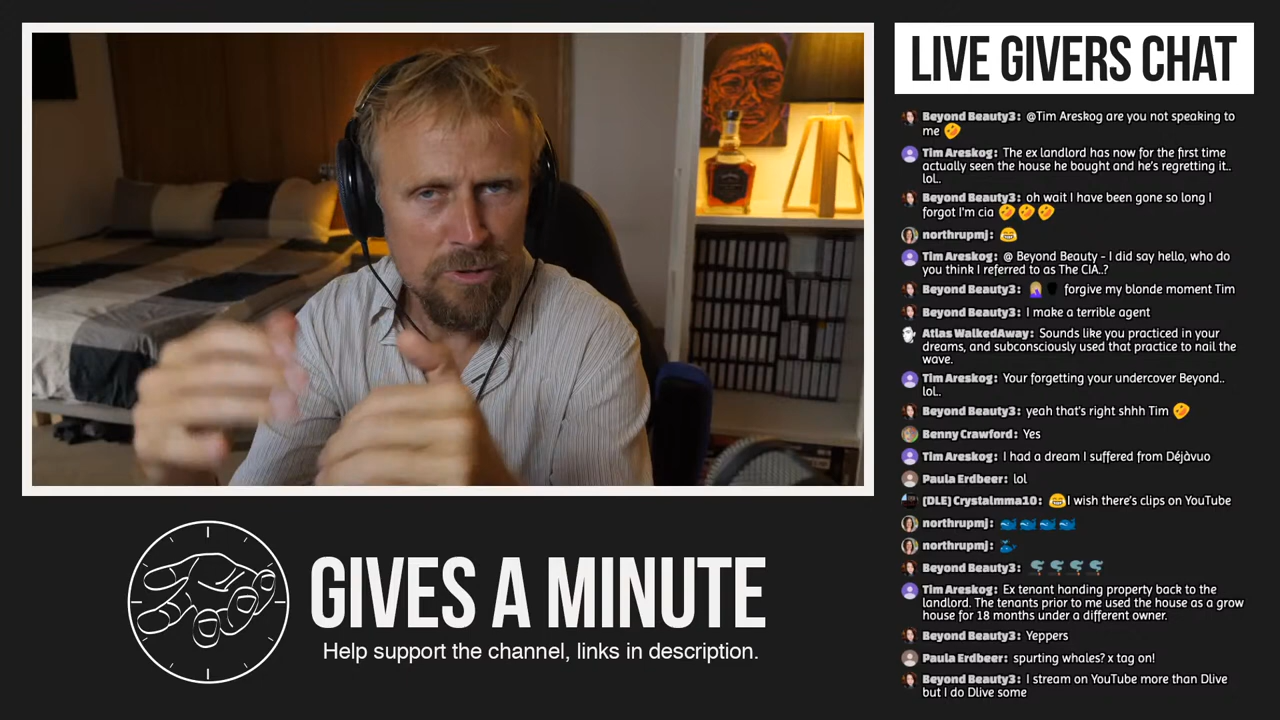 LIVE GIVERS CHAT
Beyond Beauty3: @Tim Areskog are you not speaking to
me 🤣
Tim Areskog: The ex landlord has now for the first time
actually seen the house he bought and he's regretting it..
lol..
Beyond Beauty3: oh wait I have been gone so long I
forgot I'm cia 🤣 🤣 🤣
northrupmj: 😂
Tim Areskog: @ Beyond Beauty - I did say hello, who do
you think I referred to as The CIA..?
Beyond Beauty3: forgive my blonde moment Tim
Beyond Beauty3: I make a terrible agent
Atlas WalkedAway: Sounds like you practiced in your
dreams, and subconsciously used that practice to nail the
wave.
Tim Areskog: Your forgetting your undercover Beyond..
lol..
Beyond Beauty3: yeah that's right shhh Tim 🤣
Benny Crawford: Yes
Tim Areskog: I had a dream I suffered from Déjàvuo
Paula Erdbeer: lol
(DLE) Crystalmma10: 😂I wish there's clips on YouTube
northrupmj: 🐳 🐳 🐳 🐳
northrupmj: 🐋
Beyond Beauty3:
Tim Areskog: Ex tenant handing property back to the
landlord. The tenants prior to me used the house as a grow
house for 18 months under a different owner.
Beyond Beauty3: Yeppers
Paula Erdbeer: spurting whales? x tag on!
Beyond Beauty3: I stream on YouTube more than Dlive
but I do Dlive some
GIVES A MINUTE
Help support the channel, links in description.